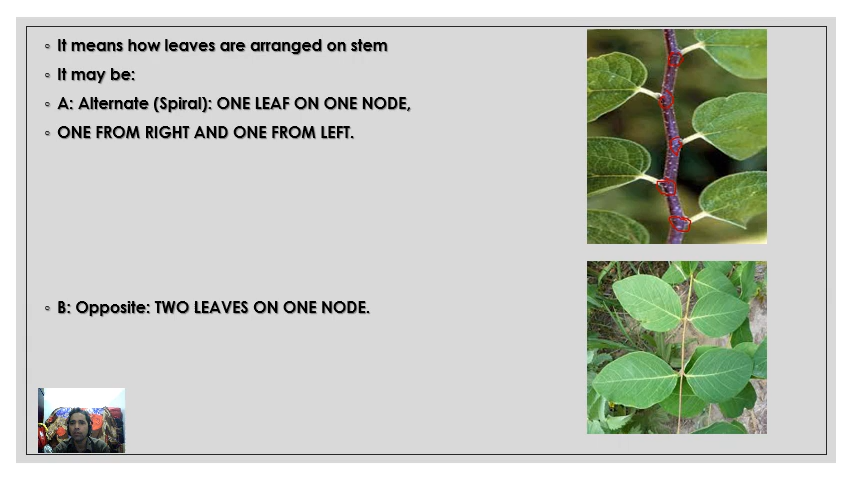 ◦ It means how leaves are arranged on stem
◦ It may be:
◦ A: Alternate (Spiral): ONE LEAF ON ONE NODE,
◦ ONE FROM RIGHT AND ONE FROM LEFT.
◦ B: Opposite: TWO LEAVES ON ONE NODE.